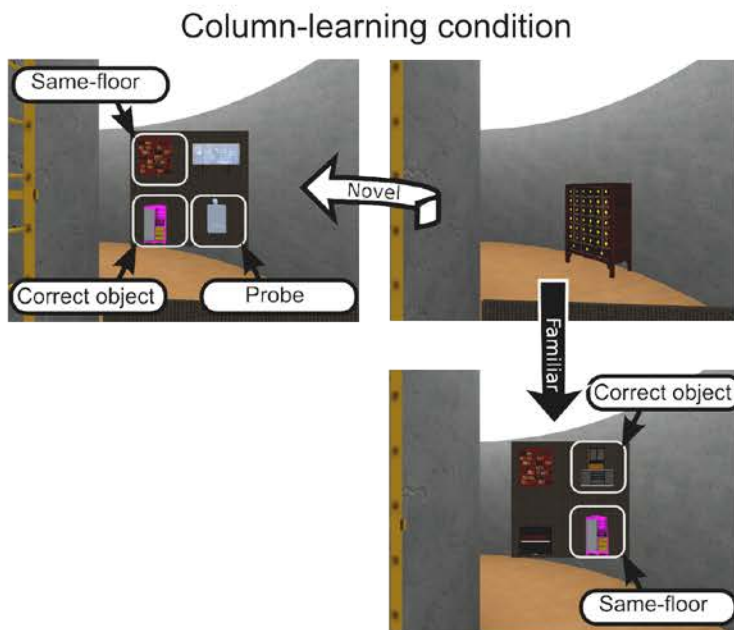 Column-learning condition
Same-floor
Novel
Correct object
Probe
Familiar
Correct object
Same-floor